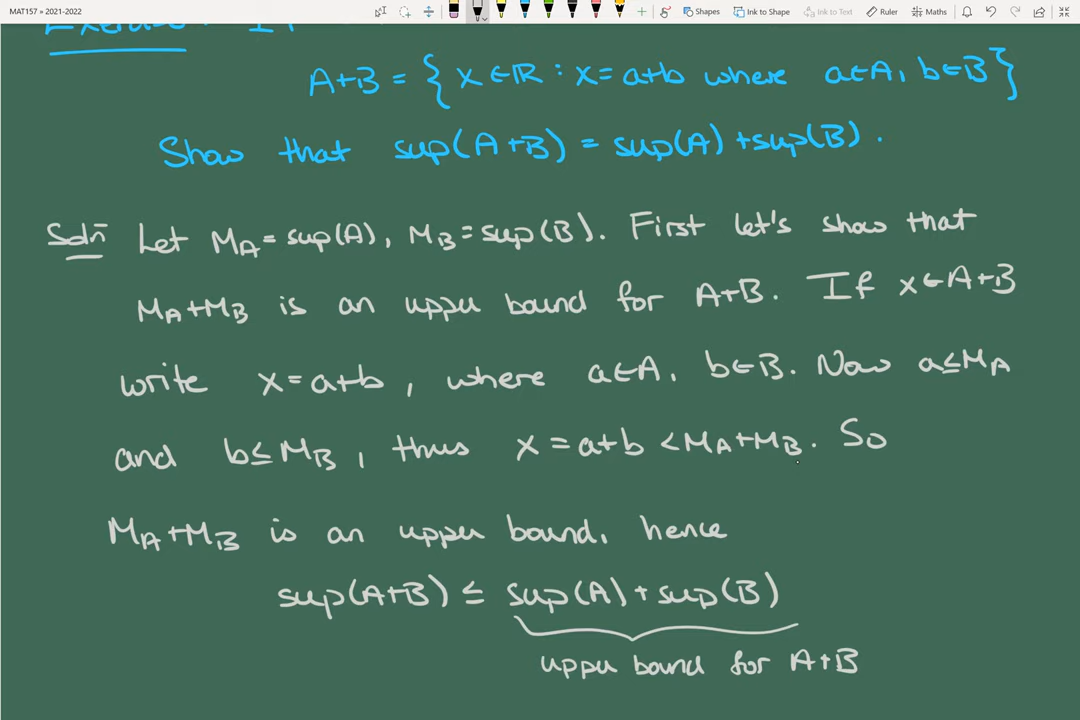 MAT157 » 2021-2022
Shapes Ink to Shape Ink to Text Ruler Maths
Exercise: If
A+B = { x∈ℝ : x=a+b where a∈A, b∈B }
Show that sup(A+B) = sup(A)+sup(B).
Soln Let M_A = sup(A), M_B = sup(B). First let's show that
M_A+M_B is an upper bound for A+B. If x∈A+B
write x=a+b, where a∈A, b∈B. Now a≤M_A
and b≤M_B, thus x=a+b <M_A+M_B. So
M_A+M_B is an upper bound, hence
sup(A+B) ≤ sup(A)+sup(B)
upper bound for A+B